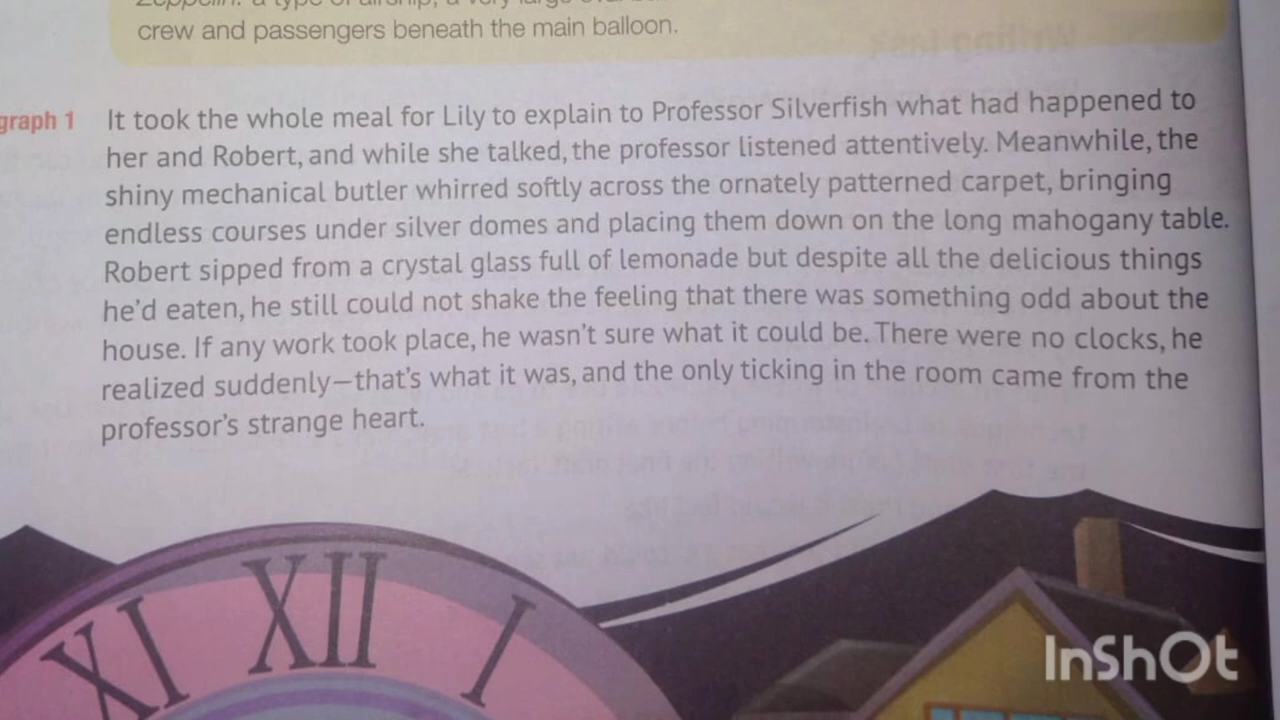 Zeppelin: a type of airship, a very large
crew and passengers beneath the main balloon.
graph 1
It took the whole meal for Lily to explain to Professor Silverfish what had happened to
her and Robert, and while she talked, the professor listened attentively. Meanwhile, the
shiny mechanical butler whirred softly across the ornately patterned carpet, bringing
endless courses under silver domes and placing them down on the long mahogany table.
Robert sipped from a crystal glass full of lemonade but despite all the delicious things
he'd eaten, he still could not shake the feeling that there was something odd about the
house. If any work took place, he wasn't sure what it could be. There were no clocks, he
realized suddenly—that's what it was, and the only ticking in the room came from the
professor's strange heart.
XI XII I
InShOt